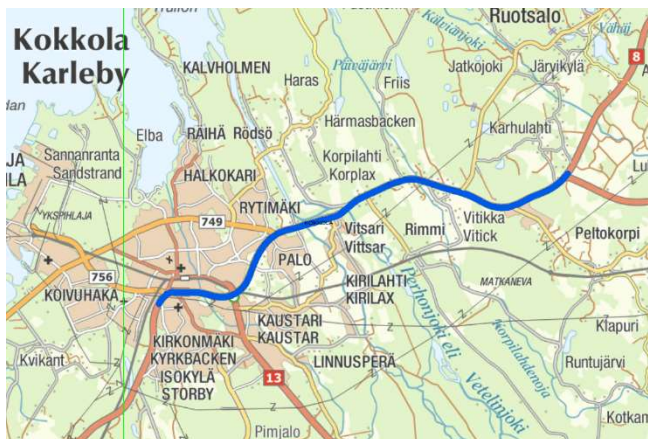 Ruotsalo
Kälviänjoki
Vähäj
Kokkola
Karleby
KALVHOLMEN
Päiväjärvi
Jatkojoki
Järvikylä
8
Haras
Friis
Elba
Härmasbacken
RÄIHÄ Rödsö
Karhulahti
Sannanranta
Sandstrand
Korpilahti
Korplax
HALKOKARI
YKSPIHLAJA
RYTIMÄKI
749
Vitsari
Vittsar
Rimmi
Vitikka
Vitick
Peltokorpi
PALO
756
KOIVUHAKA
KIRILAHTI
KIRILAX
MATKANEVA
Perhonjoki eli
Vetelinjoki
Korpilahdenoja
KAUSTARI
KAUSTAR
Klapuri
KIRKONMÄKI
KYRKBACKEN
ISOKYLÄ
STORBY
LINNUSPERÄ
Kvikant
Runtujärvi
13
Pimjalo
Kotkam